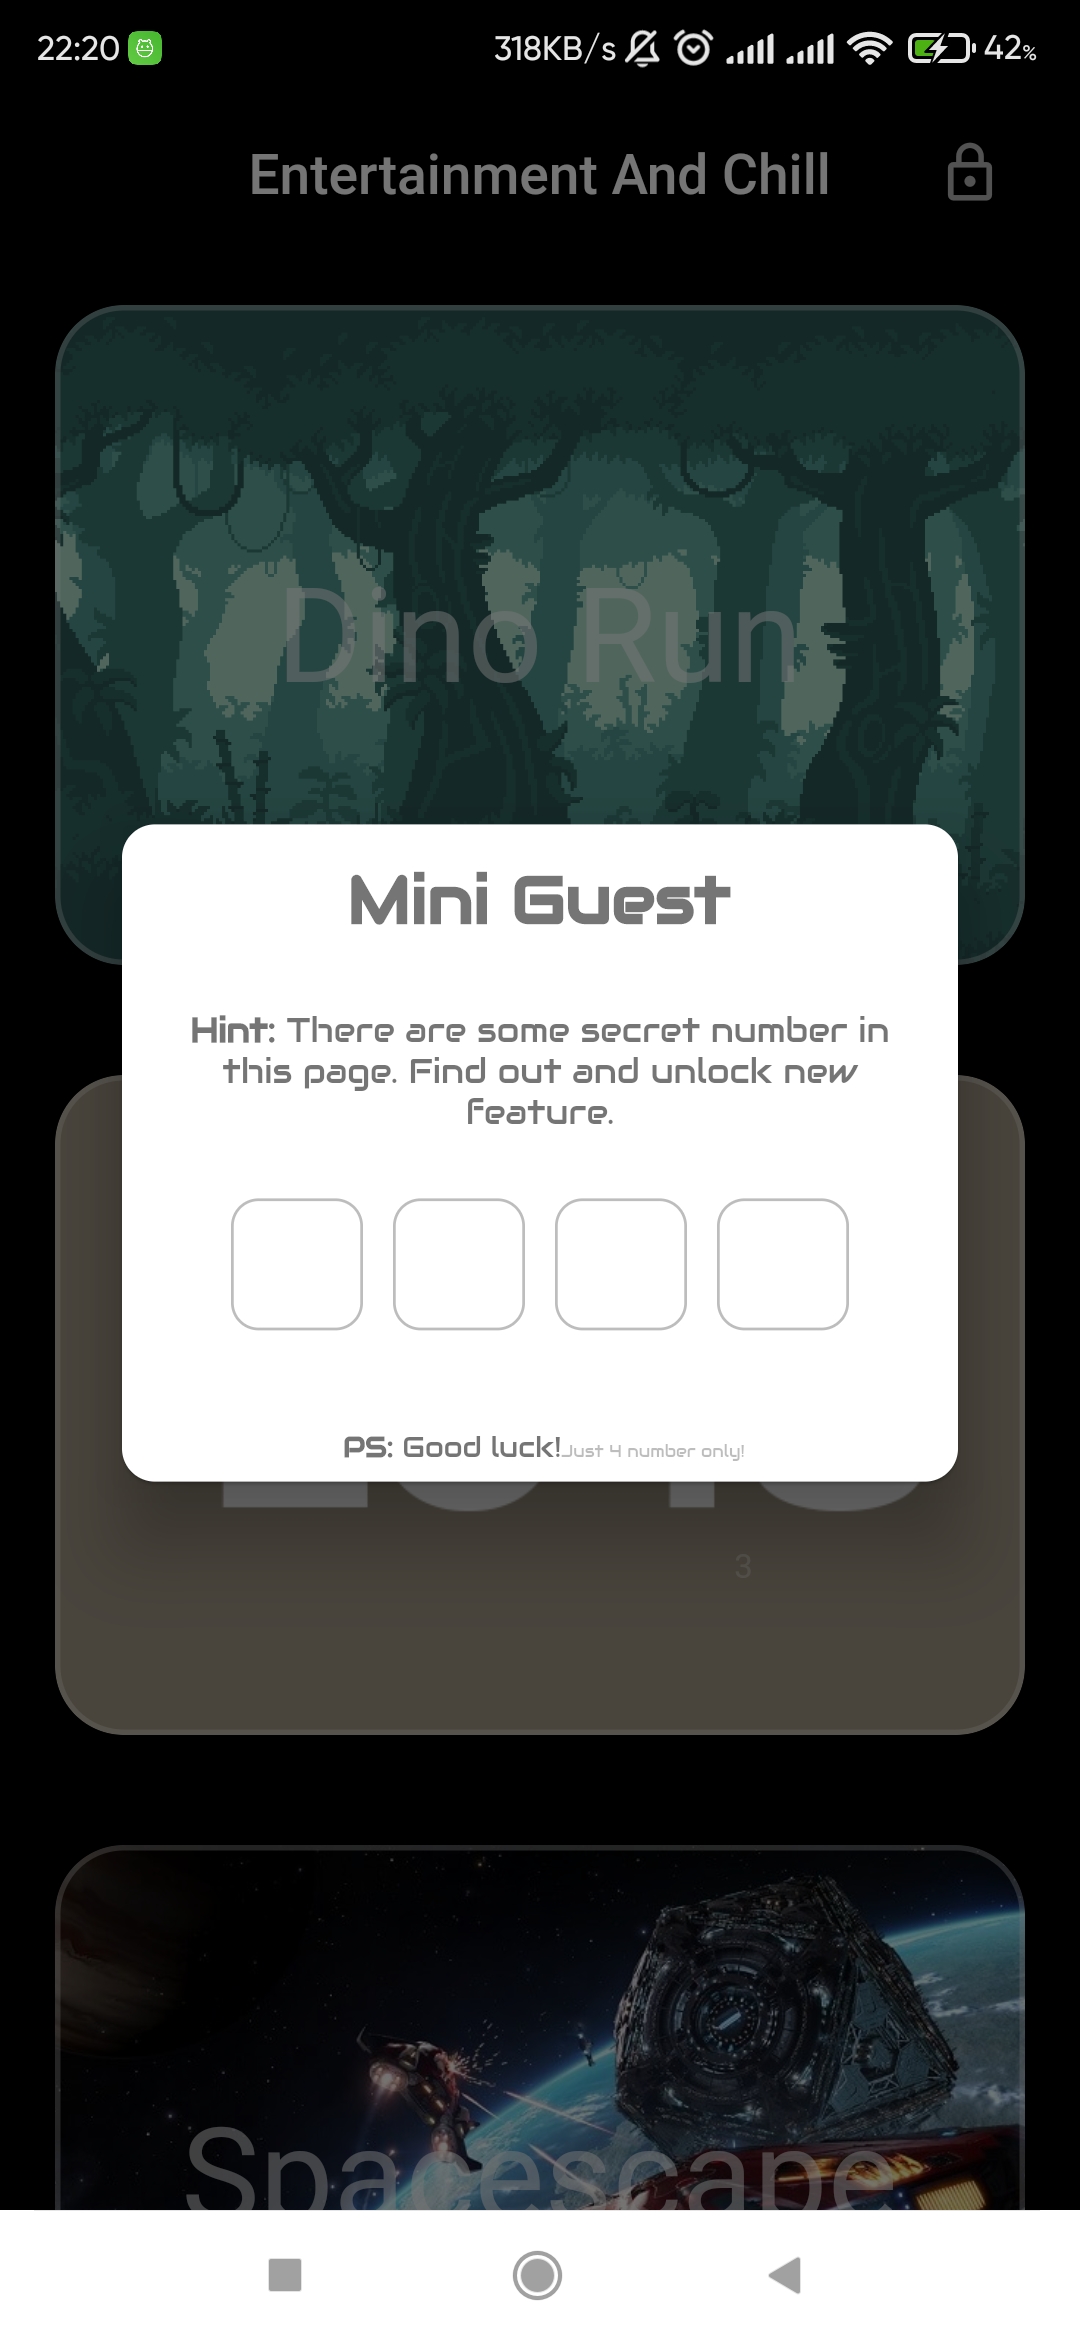 22:20 318KB/s 42%
Entertainment And Chill
Dino Run
Mini Guest
Hint: There are some secret number in
this page. Find out and unlock new
feature.
PS: Good luck!Just 4 number only!
3
Spacescape